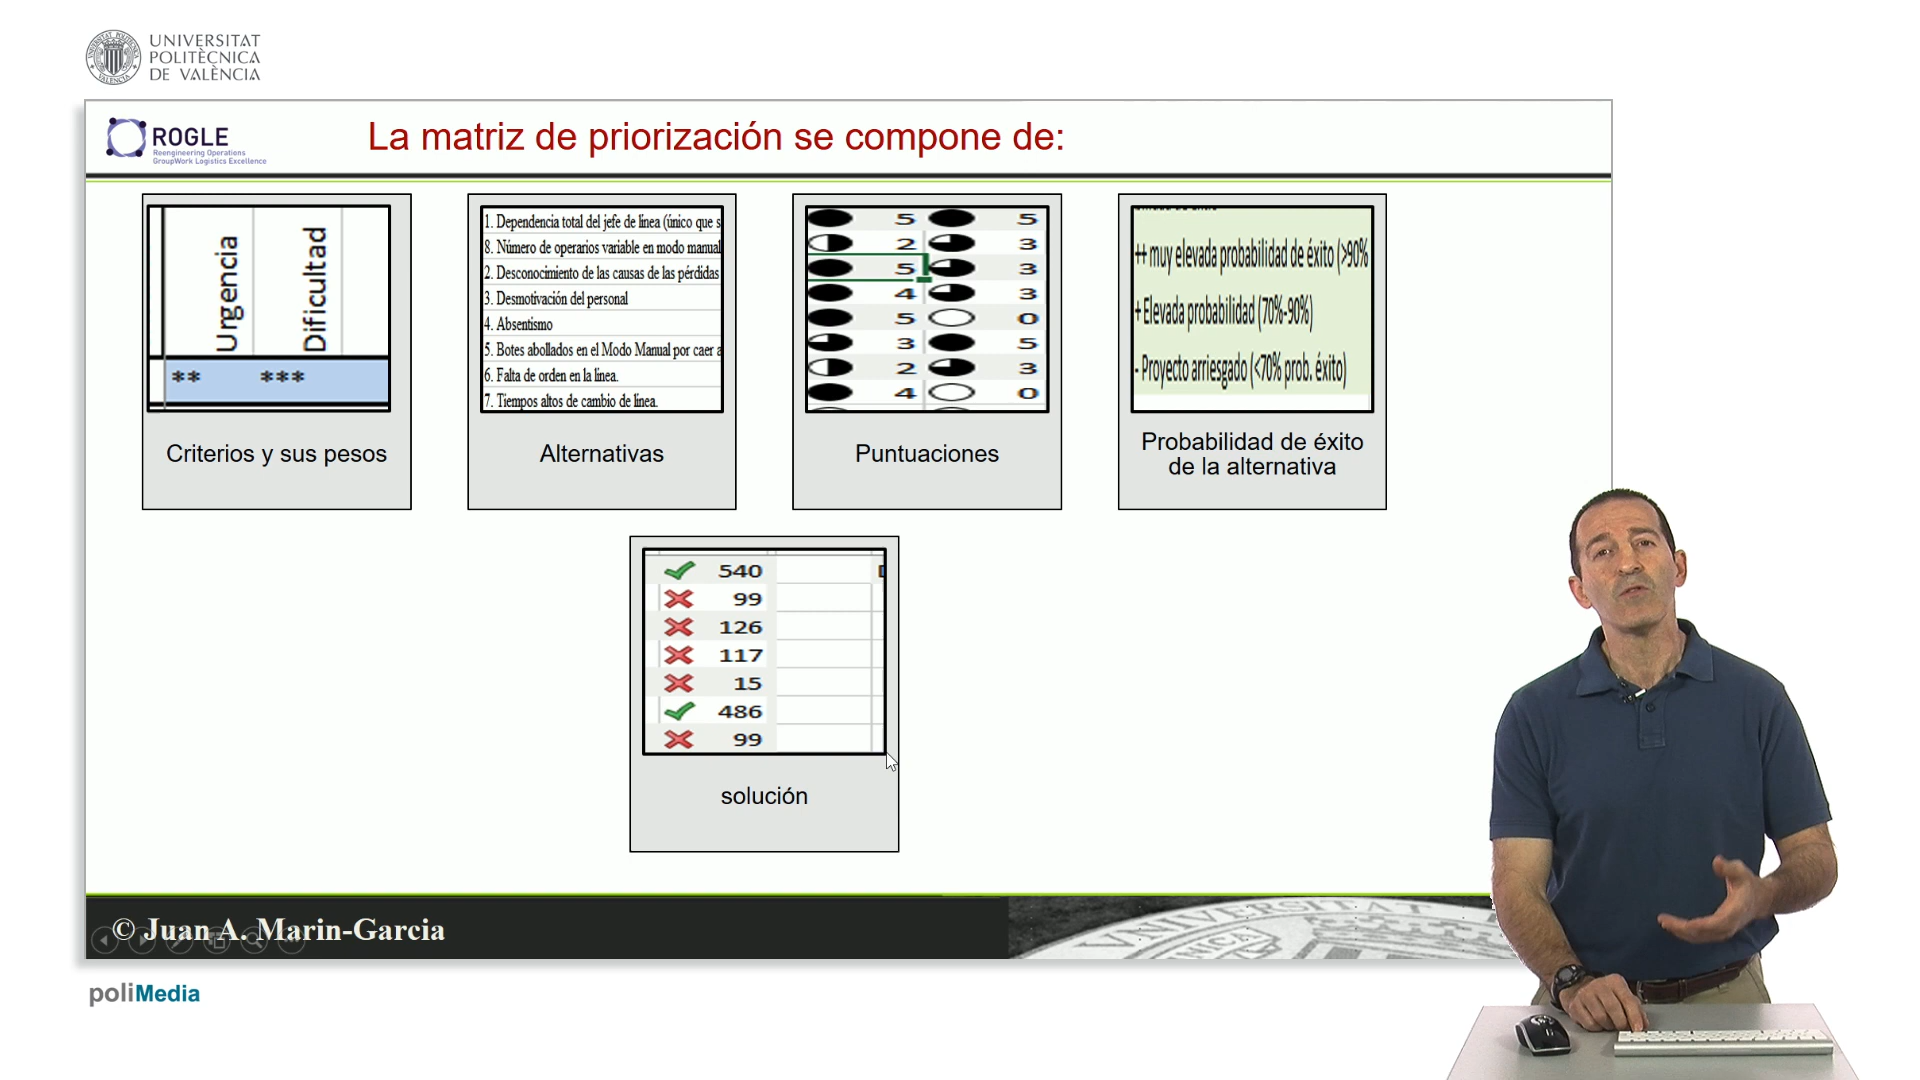 UNIVERSITAT
POLITÈCNICA
DE VALÈNCIA
ROGLE
Reengineering Operations
GroupWork Logistics Excellence
La matriz de priorización se compone de:
Urgencia
Dificultad
** ***
Criterios y sus pesos
1. Dependencia total del jefe de línea (único que s
8. Número de operarios variable en modo manual
2. Desconocimiento de las causas de las pérdidas
3. Desmotivación del personal
4. Absentismo
5. Botes abollados en el Modo Manual por caer a
6. Falta de orden en la línea.
7. Tiempos altos de cambio de línea.
Alternativas
5 5
2 3
5 3
4 3
5 0
3 5
2 3
4 0
Puntuaciones
++ muy elevada probabilidad de éxito (>90%
+ Elevada probabilidad (70%-90%)
- Proyecto arriesgado (<70% prob. éxito)
Probabilidad de éxito
de la alternativa
540
99
126
117
15
486
99
solución
© Juan A. Marin-Garcia
UNIVERSITAT
poliMedia